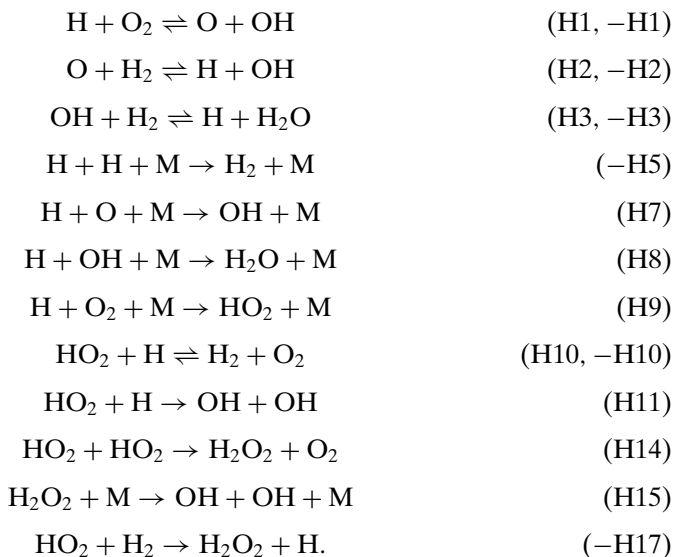 H + O₂ ⇌ O + OH (H1, −H1)
O + H₂ ⇌ H + OH (H2, −H2)
OH + H₂ ⇌ H + H₂O (H3, −H3)
H + H + M → H₂ + M (−H5)
H + O + M → OH + M (H7)
H + OH + M → H₂O + M (H8)
H + O₂ + M → HO₂ + M (H9)
HO₂ + H ⇌ H₂ + O₂ (H10, −H10)
HO₂ + H → OH + OH (H11)
HO₂ + HO₂ → H₂O₂ + O₂ (H14)
H₂O₂ + M → OH + OH + M (H15)
HO₂ + H₂ → H₂O₂ + H. (−H17)